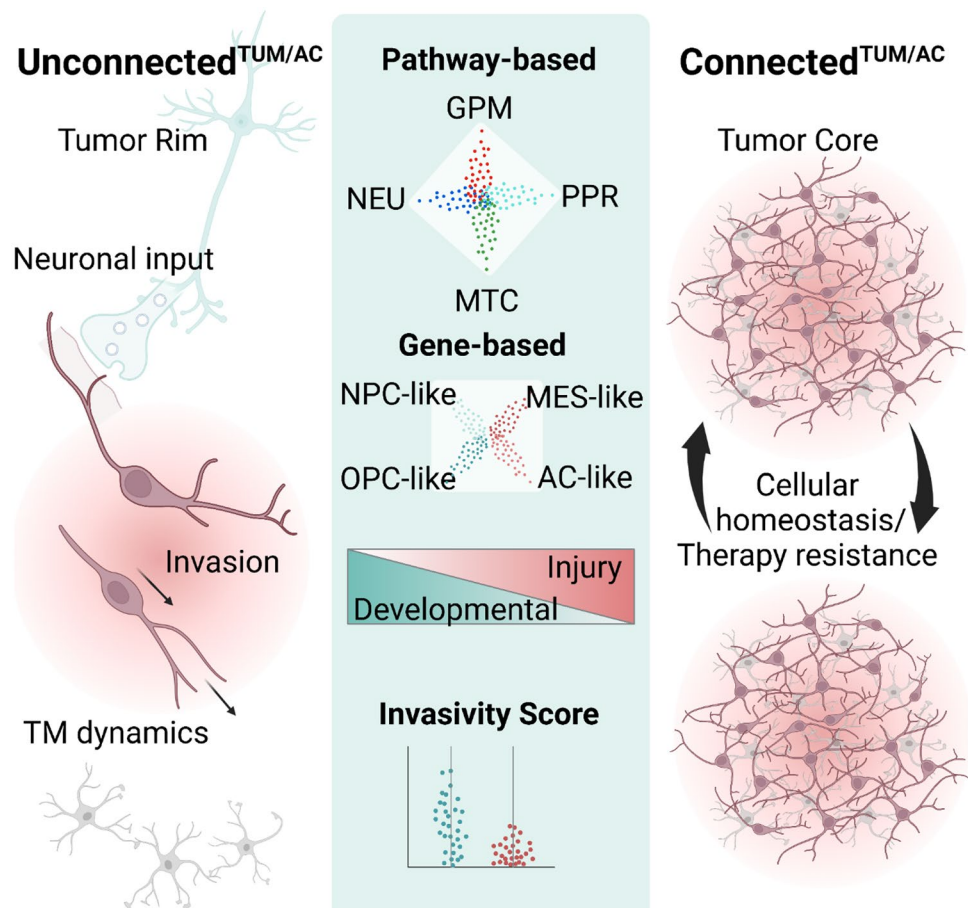 Unconnected^TUM/AC
Tumor Rim
Neuronal input
Invasion
TM dynamics
Pathway-based
GPM
NEU
PPR
MTC
Gene-based
NPC-like
MES-like
OPC-like
AC-like
Injury
Developmental
Invasivity Score
Connected^TUM/AC
Tumor Core
Cellular
homeostasis/
Therapy resistance